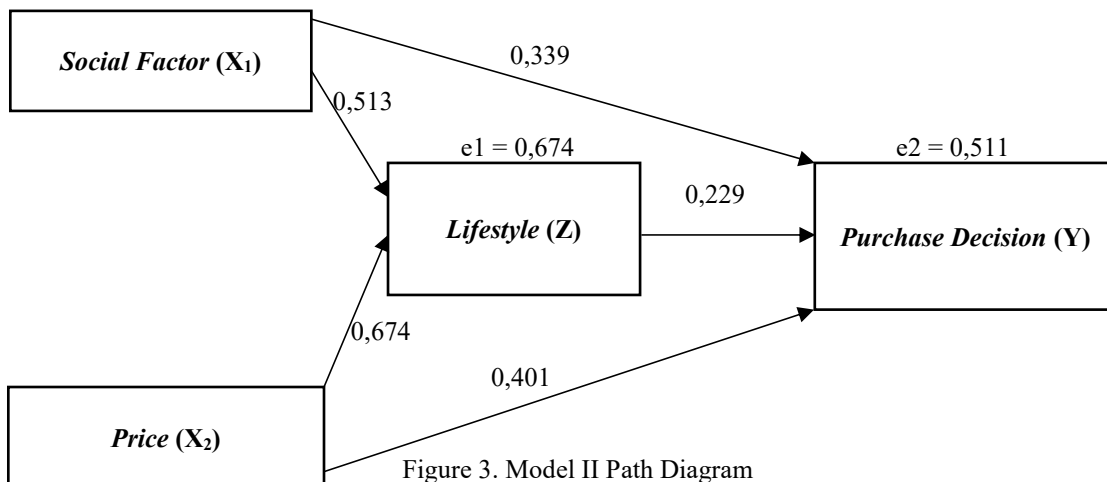 Social Factor (X₁)
0,339
0,513
e1 = 0,674
e2 = 0,511
0,229
Lifestyle (Z)
Purchase Decision (Y)
0,674
0,401
Price (X₂)
Figure 3. Model II Path Diagram